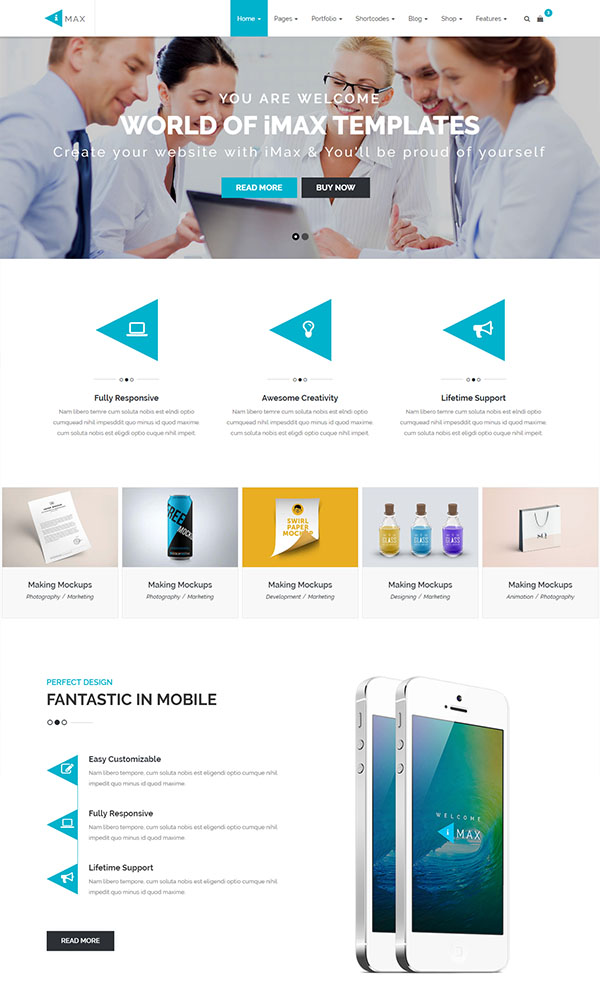 i MAX
Home Pages Portfolio Shortcodes Blog Shop Features 3
YOU ARE WELCOME
WORLD OF iMAX TEMPLATES
Create your website with iMax & You'll be proud of yourself
READ MORE BUY NOW
Fully Responsive
Nam libero temre cum soluta nobis est elndi optio
cumquead nihil impesddit quo minus id quod maxime.
cum soluta nobis est eligdi optio cuque nihil impeit.
Awesome Creativity
Nam libero temre cum soluta nobis est elndi optio
cumquead nihil impesddit quo minus id quod maxime.
cum soluta nobis est eligdi optio cuque nihil impeit.
Lifetime Support
Nam libero temre cum soluta nobis est elndi optio
cumquead nihil impesddit quo minus id quod maxime.
cum soluta nobis est eligdi optio cuque nihil impeit.
FREE
MOCK
SWIRL
PAPER
MOCKUP
GLASS
GLASS
GLASS
Making Mockups
Photography / Marketing
Making Mockups
Photography / Marketing
Making Mockups
Development / Marketing
Making Mockups
Designing / Marketing
Making Mockups
Animation / Photography
PERFECT DESIGN
FANTASTIC IN MOBILE
Easy Customizable
Nam libero tempore, cum soluta nobis est eligendi optio cumque nihil
impedit quo minus id quod maxime.
Fully Responsive
Nam libero tempore, cum soluta nobis est eligendi optio cumque nihil
impedit quo minus id quod maxime.
Lifetime Support
Nam libero tempore, cum soluta nobis est eligendi optio cumque nihil
impedit quo minus id quod maxime.
READ MORE
WELCOME
i MAX